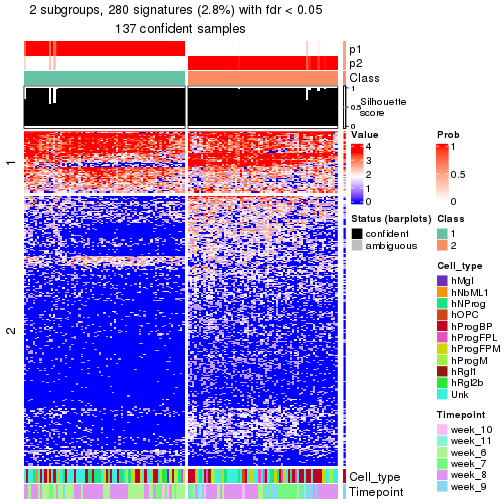 2 subgroups, 280 signatures (2.8%) with fdr < 0.05
137 confident samples
p1
p2
Class
1
0.5
0
Silhouette
score
1
2
Value
4
3
2
1
0
Prob
1
0.5
0
Status (barplots)
confident
ambiguous
Class
1
2
Cell_type
hMgl
hNbML1
hNProg
hOPC
hProgBP
hProgFPL
hProgFPM
hProgM
hRgl1
hRgl2b
Unk
Timepoint
week_10
week_11
week_6
week_7
week_8
week_9
Cell_type
Timepoint